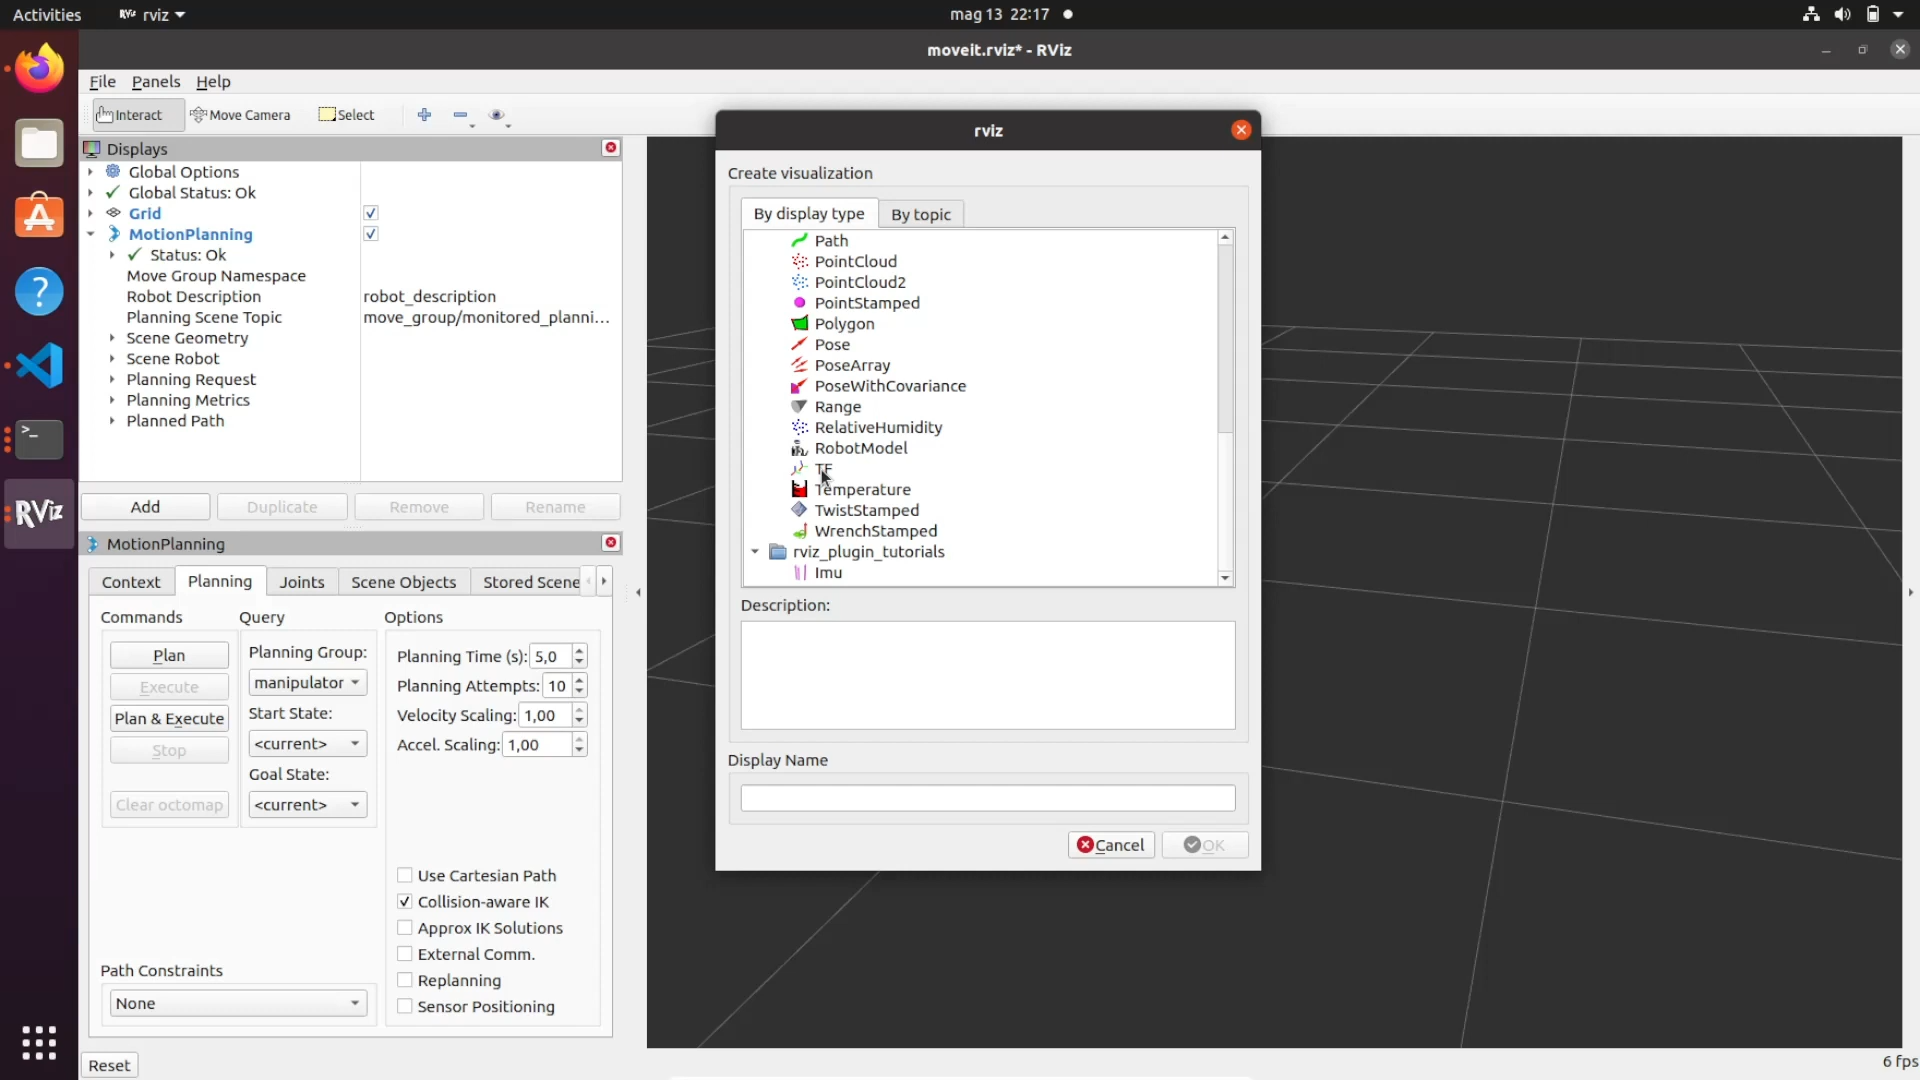 Activities
RViz rviz
mag 13 22:17
moveit.rviz* - RViz
File Panels Help
Interact
Move Camera
Select
Displays
Global Options
Global Status: Ok
Grid
MotionPlanning
Status: Ok
Move Group Namespace
Robot Description robot_description
Planning Scene Topic move_group/monitored_planni...
Scene Geometry
Scene Robot
Planning Request
Planning Metrics
Planned Path
Add Duplicate Remove Rename
MotionPlanning
Context Planning Joints Scene Objects Stored Scene
Commands
Plan
Execute
Plan & Execute
Stop
Clear octomap
Query
Planning Group:
manipulator
Start State:
<current>
Goal State:
<current>
Options
Planning Time (s): 5,0
Planning Attempts: 10
Velocity Scaling: 1,00
Accel. Scaling: 1,00
Use Cartesian Path
Collision-aware IK
Approx IK Solutions
External Comm.
Replanning
Sensor Positioning
Path Constraints
None
Reset
rviz
Create visualization
By display type By topic
Path
PointCloud
PointCloud2
PointStamped
Polygon
Pose
PoseArray
PoseWithCovariance
Range
RelativeHumidity
RobotModel
TF
Temperature
TwistStamped
WrenchStamped
rviz_plugin_tutorials
Imu
Description:
Display Name
Cancel OK
RViz
6 fps